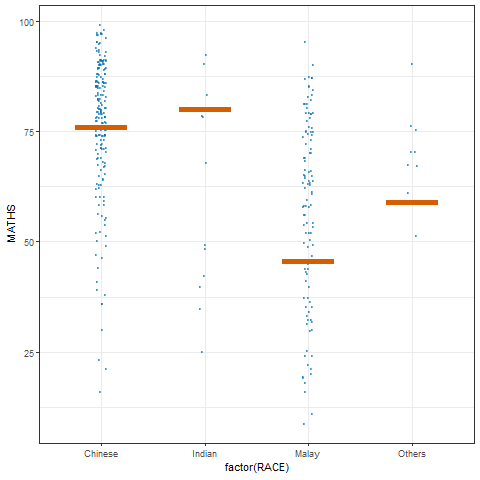 100
75
50
25
MATHS
Chinese
Indian
Malay
Others
factor(RACE)